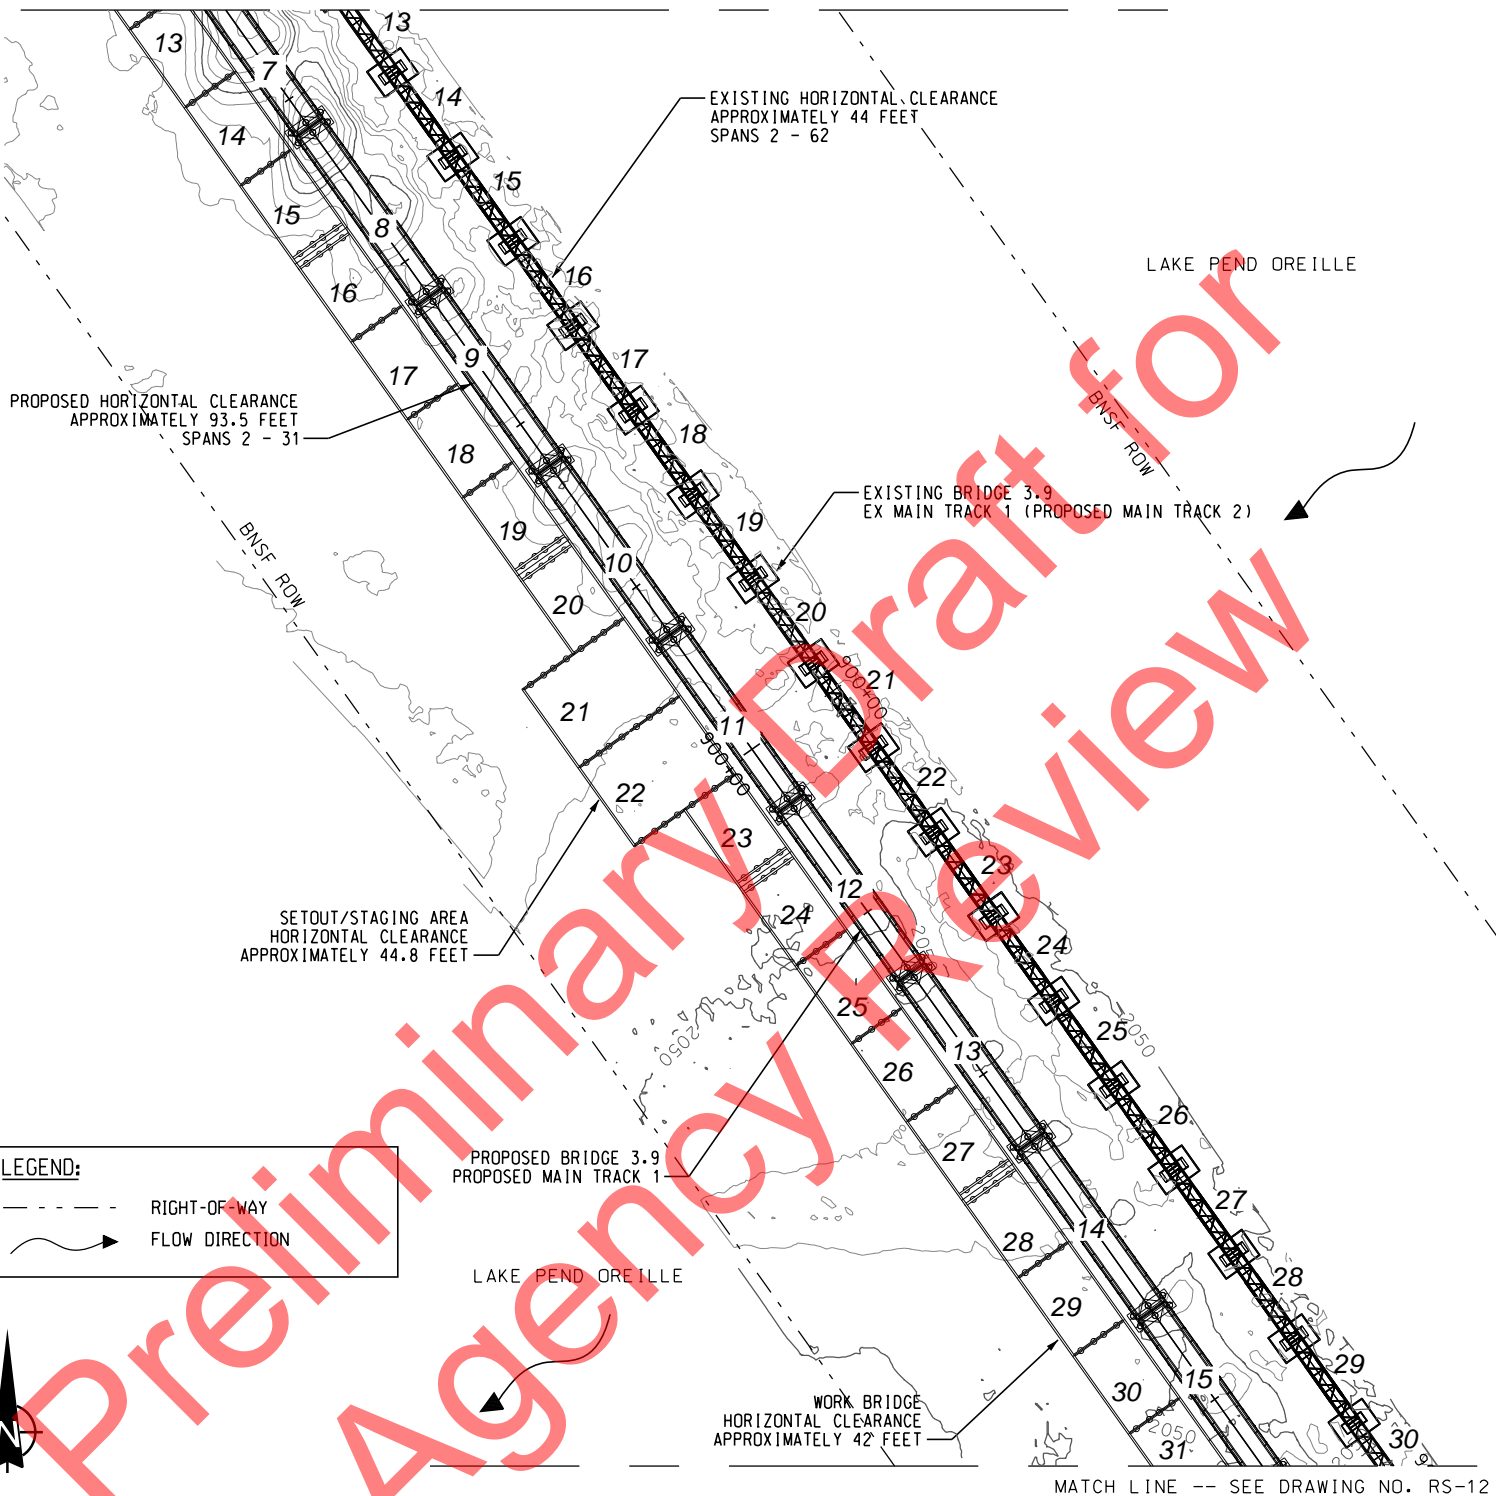 EXISTING HORIZONTAL CLEARANCE
APPROXIMATELY 44 FEET
SPANS 2 - 62
LAKE PEND OREILLE
BNSF ROW
PROPOSED HORIZONTAL CLEARANCE
APPROXIMATELY 93.5 FEET
SPANS 2 - 31
EXISTING BRIDGE 3.9
EX MAIN TRACK 1 (PROPOSED MAIN TRACK 2)
BNSF ROW
SETOUT/STAGING AREA
HORIZONTAL CLEARANCE
APPROXIMATELY 44.8 FEET
PROPOSED BRIDGE 3.9
PROPOSED MAIN TRACK 1
LEGEND:
RIGHT-OF-WAY
FLOW DIRECTION
LAKE PEND OREILLE
WORK BRIDGE
HORIZONTAL CLEARANCE
APPROXIMATELY 42 FEET
N
MATCH LINE -- SEE DRAWING NO. RS-12
Preliminary Draft for
Agency Review
13
14
15
16
17
18
19
20
21
22
23
24
25
26
27
28
29
30
31
7
8
9
10
11
12
13
14
15
13
14
15
16
17
18
19
20
21
22
23
24
25
26
27
28
29
30
900+00
900+00
2050
2050
2050